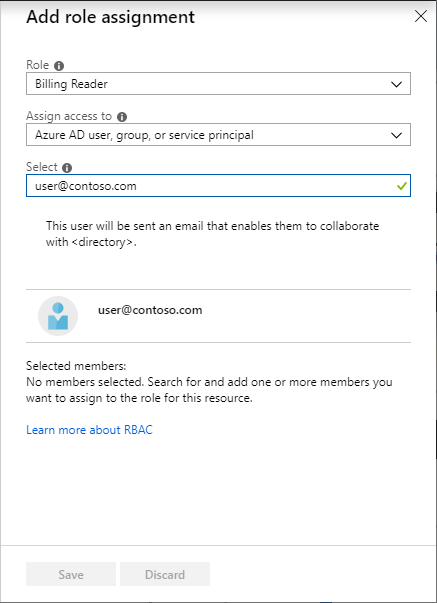 Add role assignment
Role
Billing Reader
Assign access to
Azure AD user, group, or service principal
Select
user@contoso.com
This user will be sent an email that enables them to collaborate
with <directory>.
user@contoso.com
Selected members:
No members selected. Search for and add one or more members you
want to assign to the role for this resource.
Learn more about RBAC
Save Discard